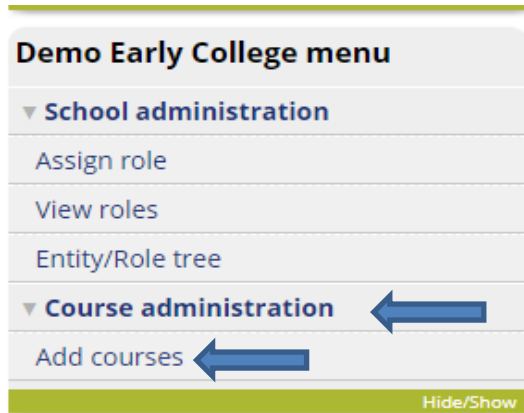 Demo Early College menu
School administration
Assign role
View roles
Entity/Role tree
Course administration
Add courses
Hide/Show